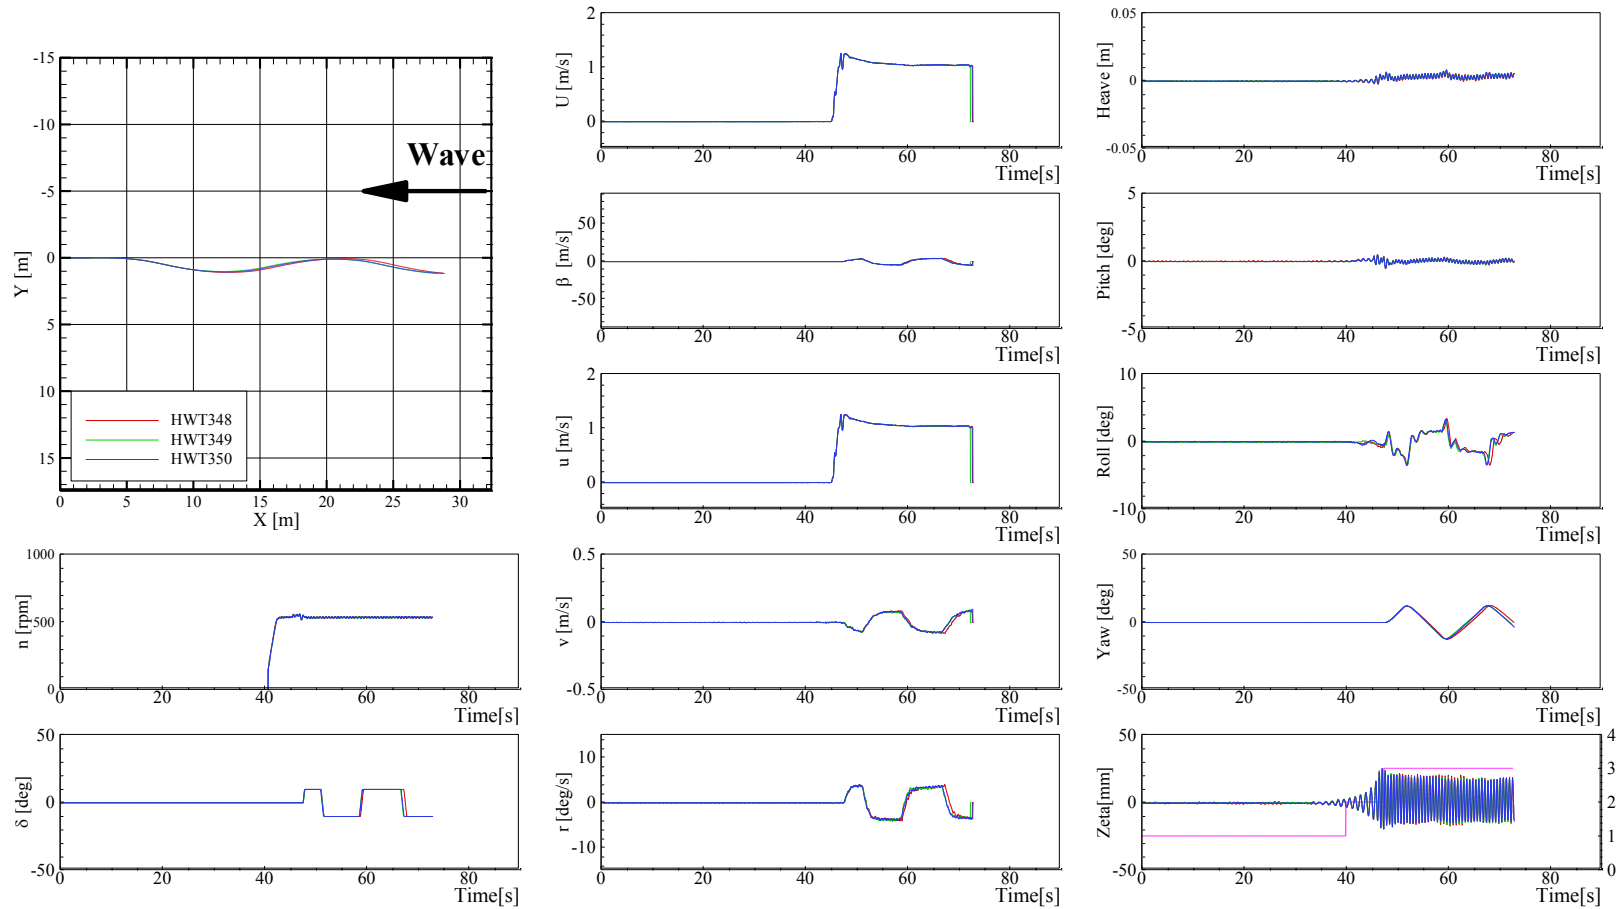 -15
-10
-5
0
5
10
15
Y [m]
Wave
HWT348
HWT349
HWT350
0 5 10 15 20 25 30
X [m]
1000
500
0
n [rpm]
0 20 40 60 80
Time[s]
50
0
-50
δ [deg]
0 20 40 60 80
Time[s]
2
1
0
U [m/s]
0 20 40 60 80
Time[s]
50
0
-50
β [m/s]
0 20 40 60 80
Time[s]
2
1
0
u [m/s]
0 20 40 60 80
Time[s]
0.5
0
-0.5
v [m/s]
0 20 40 60 80
Time[s]
10
0
-10
r [deg/s]
0 20 40 60 80
Time[s]
0.05
0
-0.05
Heave [m]
0 20 40 60 80
Time[s]
5
0
-5
Pitch [deg]
0 20 40 60 80
Time[s]
10
0
-10
Roll [deg]
0 20 40 60 80
Time[s]
50
0
-50
Yaw [deg]
0 20 40 60 80
Time[s]
50
0
-50
Zeta[mm]
4
3
2
1
0
0 20 40 60 80
Time[s]